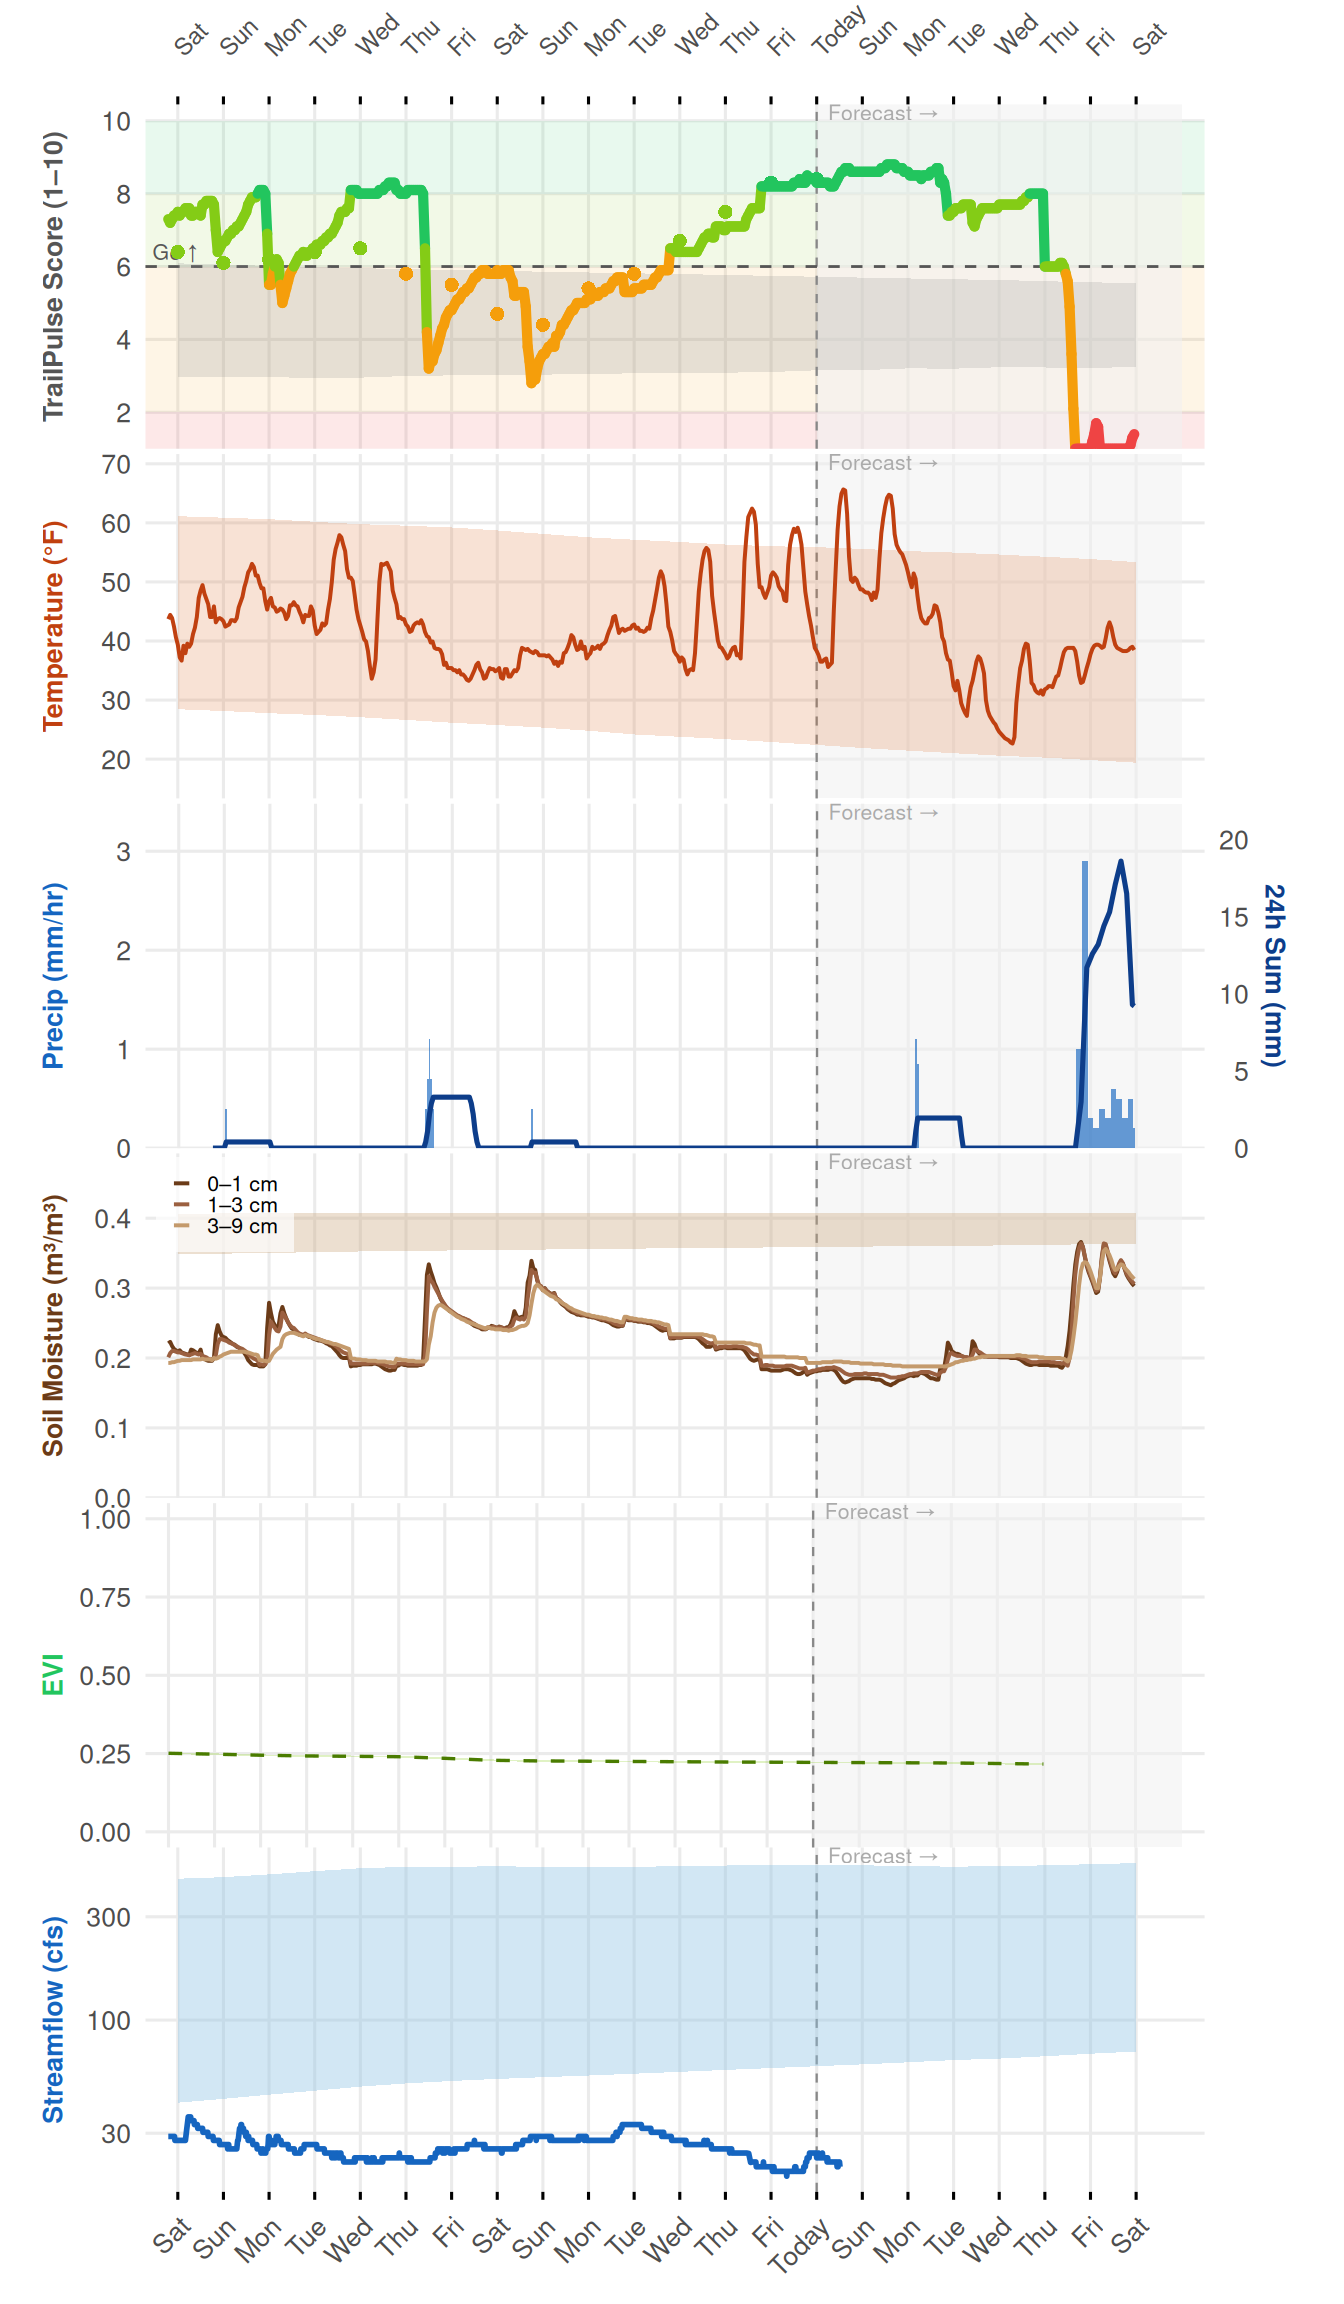 Sat Sun Mon Tue Wed Thu Fri Sat Sun Mon Tue Wed Thu Fri Today Sun Mon Tue Wed Thu Fri Sat
TrailPulse Score (1–10)
10
8
6
4
2
Forecast →
↑
Temperature (°F)
70
60
50
40
30
20
Forecast →
Precip (mm/hr)
3
2
1
0
Forecast →
20
15
10
5
0
24h Sum (mm)
Soil Moisture (m³/m³)
0.4
0.3
0.2
0.1
0.0
Forecast →
0–1 cm
1–3 cm
3–9 cm
EVI
1.00
0.75
0.50
0.25
0.00
Forecast →
Streamflow (cfs)
300
100
30
Forecast →
Sat Sun Mon Tue Wed Thu Fri Sat Sun Mon Tue Wed Thu Fri Today Sun Mon Tue Wed Thu Fri Sat